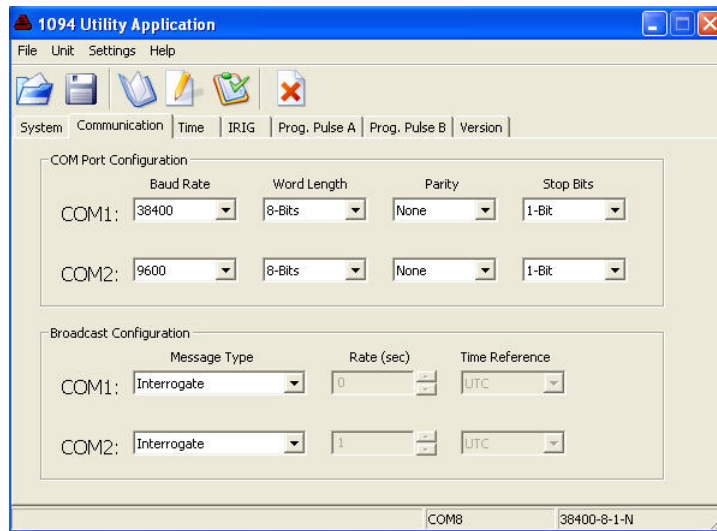 1094 Utility Application
File Unit Settings Help
System Communication Time IRIG Prog. Pulse A Prog. Pulse B Version
COM Port Configuration
Baud Rate Word Length Parity Stop Bits
COM1: 38400 8-Bits None 1-Bit
COM2: 9600 8-Bits None 1-Bit
Broadcast Configuration
Message Type Rate (sec) Time Reference
COM1: Interrogate 0 UTC
COM2: Interrogate 1 UTC
COM8 38400-8-1-N